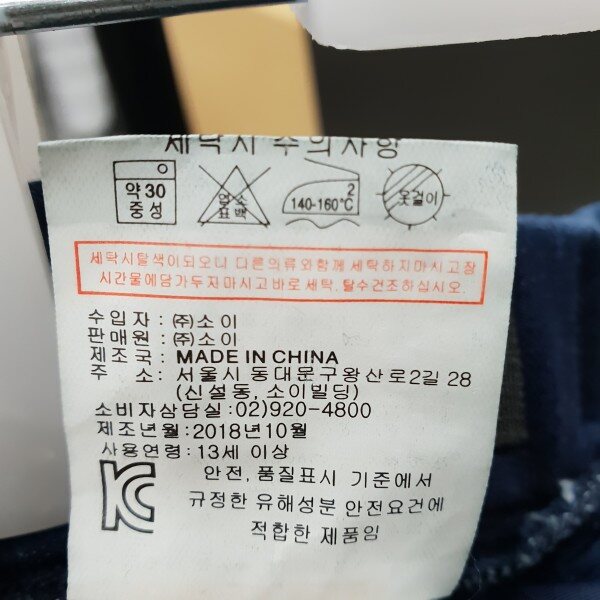 세탁시 주의사항
약30
중성
염소
표백
2
140-160℃
옷걸이
세탁시탈색이되오니 다른의류와함께 세탁하지마시고장
시간물에담가두지마시고바로세탁. 탈수건조하십시오.
수입자 : ㈜소이
판매원 : ㈜소이
제조국 : MADE IN CHINA
주 소: 서울시 동대문구왕산로2길 28
(신설동, 소이빌딩)
소비자상담실:02)920-4800
제조년월:2018년10월
사용연령:13세 이상
안전, 품질표시 기준에서
규정한 유해성분 안전요건에
적합한 제품임